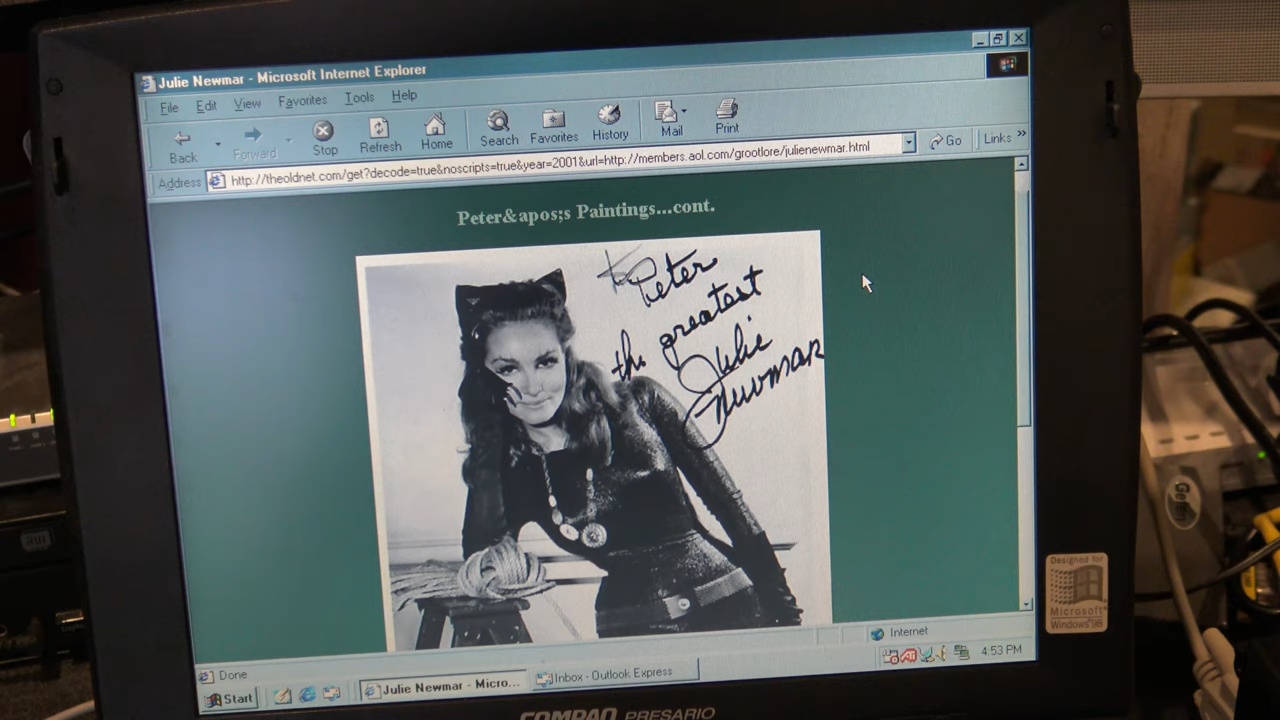 Julie Newmar - Microsoft Internet Explorer
File Edit View Favorites Tools Help
Back Forward Stop Refresh Home Search Favorites History Mail Print
Address http://theoldnet.com/get?decode=true&noscripts=true&year=2001&url=http://members.aol.com/grootlore/julienewmar.html Go Links »
Peter&apos;s Paintings...cont.
to Peter
the greatest
Julie
Newmar
Done Internet
Start Julie Newmar - Micro... Inbox - Outlook Express ATI 4:53 PM
COMPAQ PRESARIO
Designed for
Microsoft®
Windows 98